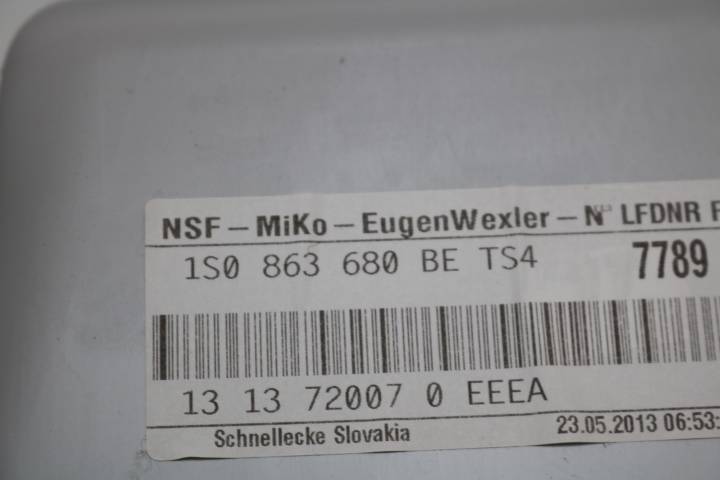 NSF - MiKo - EugenWexler - N LFDNR
1S0 863 680 BE TS4 7789
13 13 72007 0 EEEA
Schnellecke Slovakia 23.05.2013 06:53: